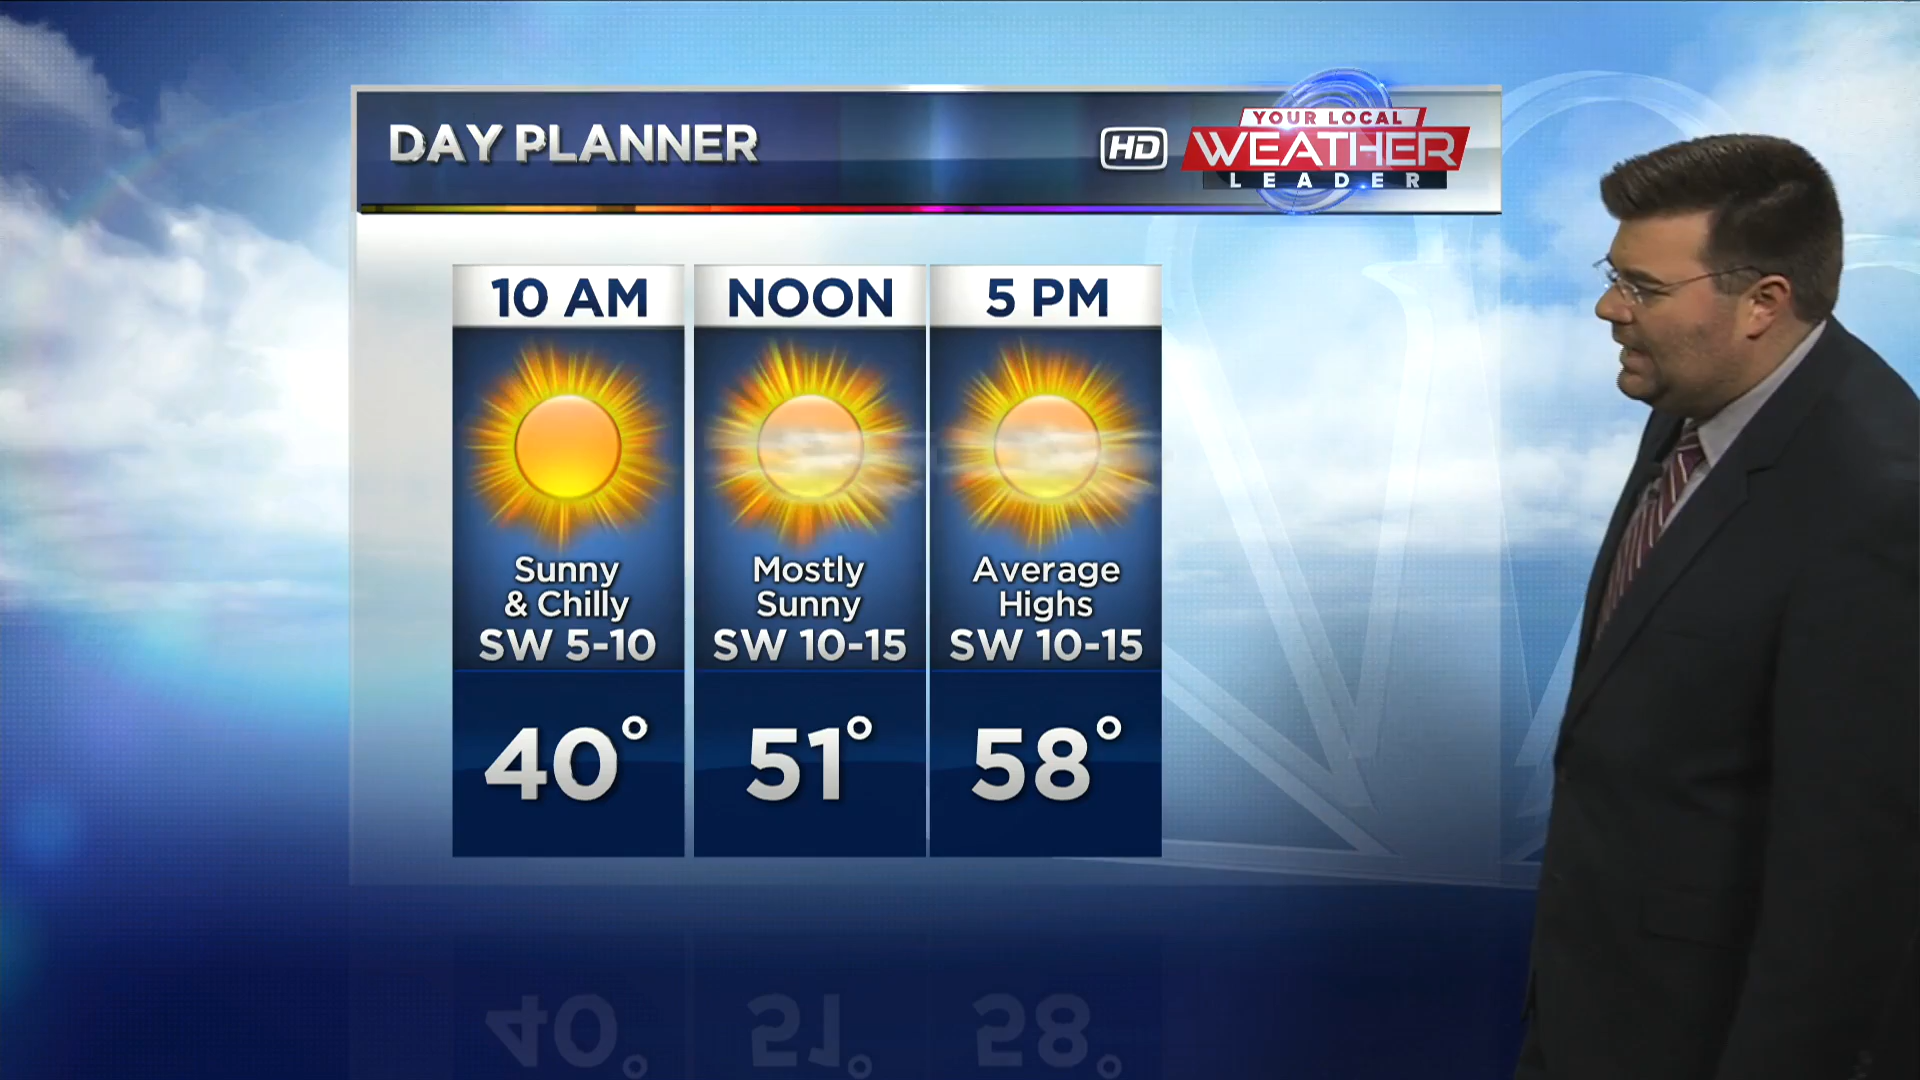 DAY PLANNER
HD
YOUR LOCAL
WEATHER
LEADER
10 AM
Sunny
& Chilly
SW 5-10
40°
NOON
Mostly
Sunny
SW 10-15
51°
5 PM
Average
Highs
SW 10-15
58°